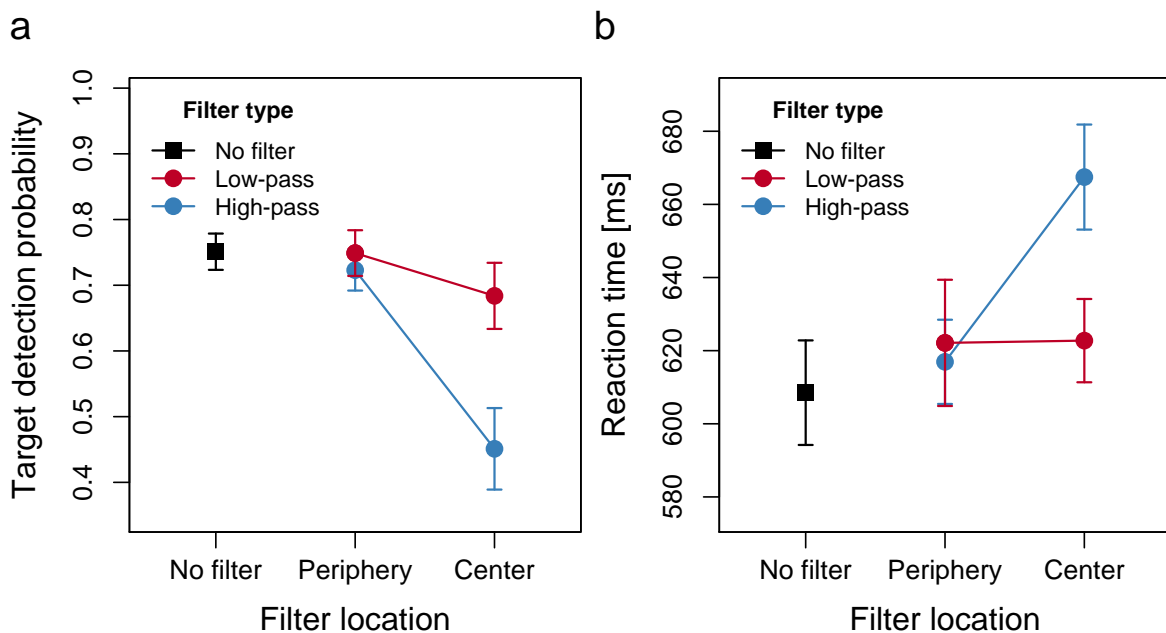 a
Target detection probability
1.0
0.9
0.8
0.7
0.6
0.5
0.4
Filter type
No filter
Low-pass
High-pass
No filter
Periphery
Center
Filter location
b
Reaction time [ms]
680
660
640
620
600
580
Filter type
No filter
Low-pass
High-pass
No filter
Periphery
Center
Filter location